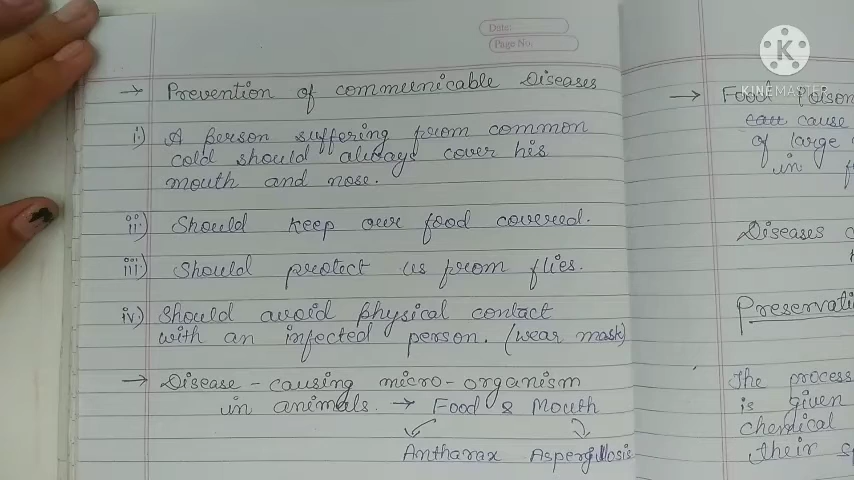 Date:
Page No:
K
KINEMASTER
→ Prevention of communicable Diseases
i) A person suffering from common
cold should always cover his
mouth and nose.
ii) Should keep our food covered.
iii) Should protect us from flies.
iv) Should avoid physical contact
with an infected person. (wear mask)
→ Disease-causing micro-organism
in animals. → Food & Mouth
Antharax Aspergillosis
→ Food Poison
cause
of large
in
Diseases
Preservati
The process
is given
chemical
their s